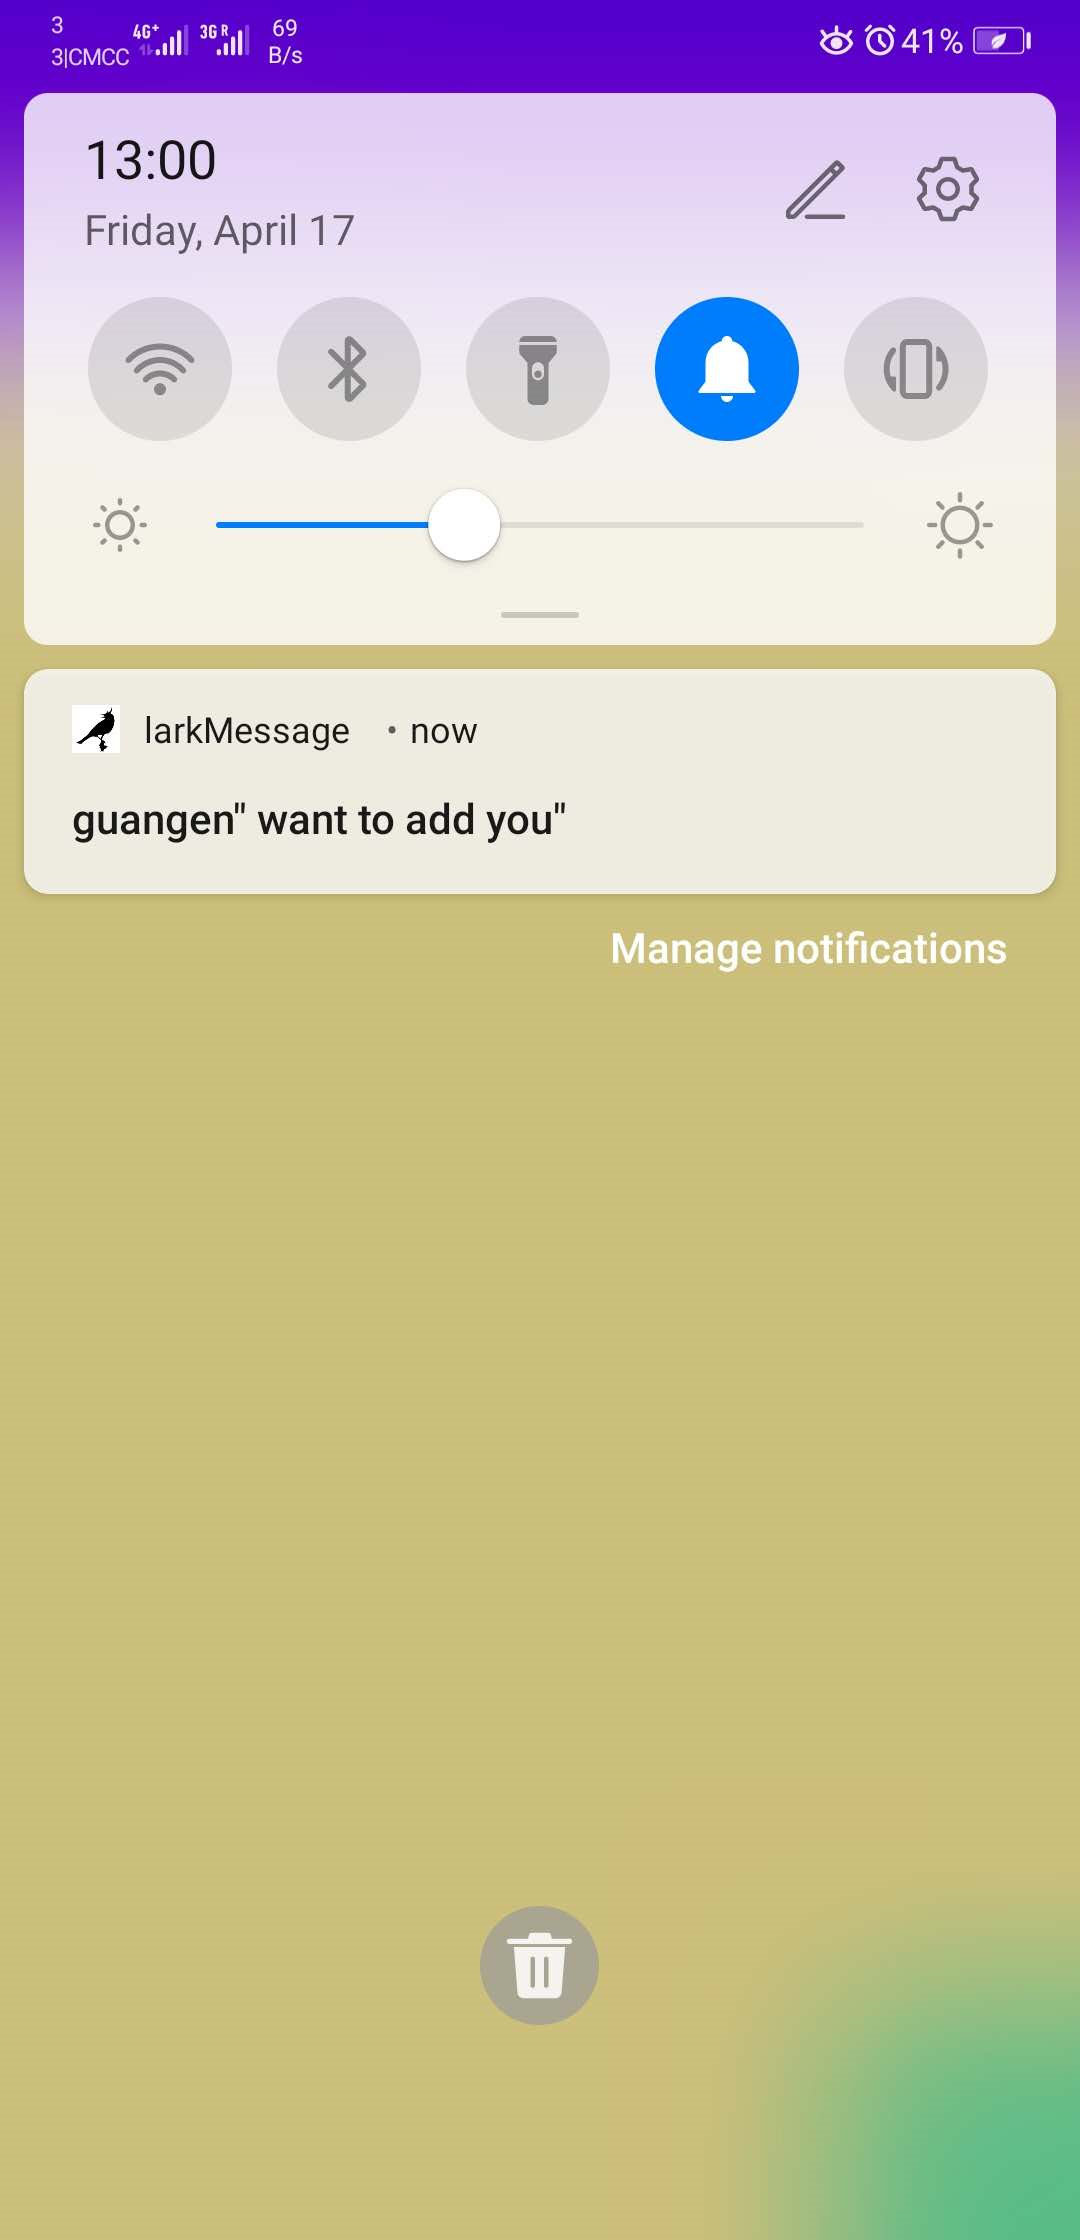 3
3|CMCC
4G+
3G R
69
B/s
41%
13:00
Friday, April 17
larkMessage • now
guangen" want to add you"
Manage notifications